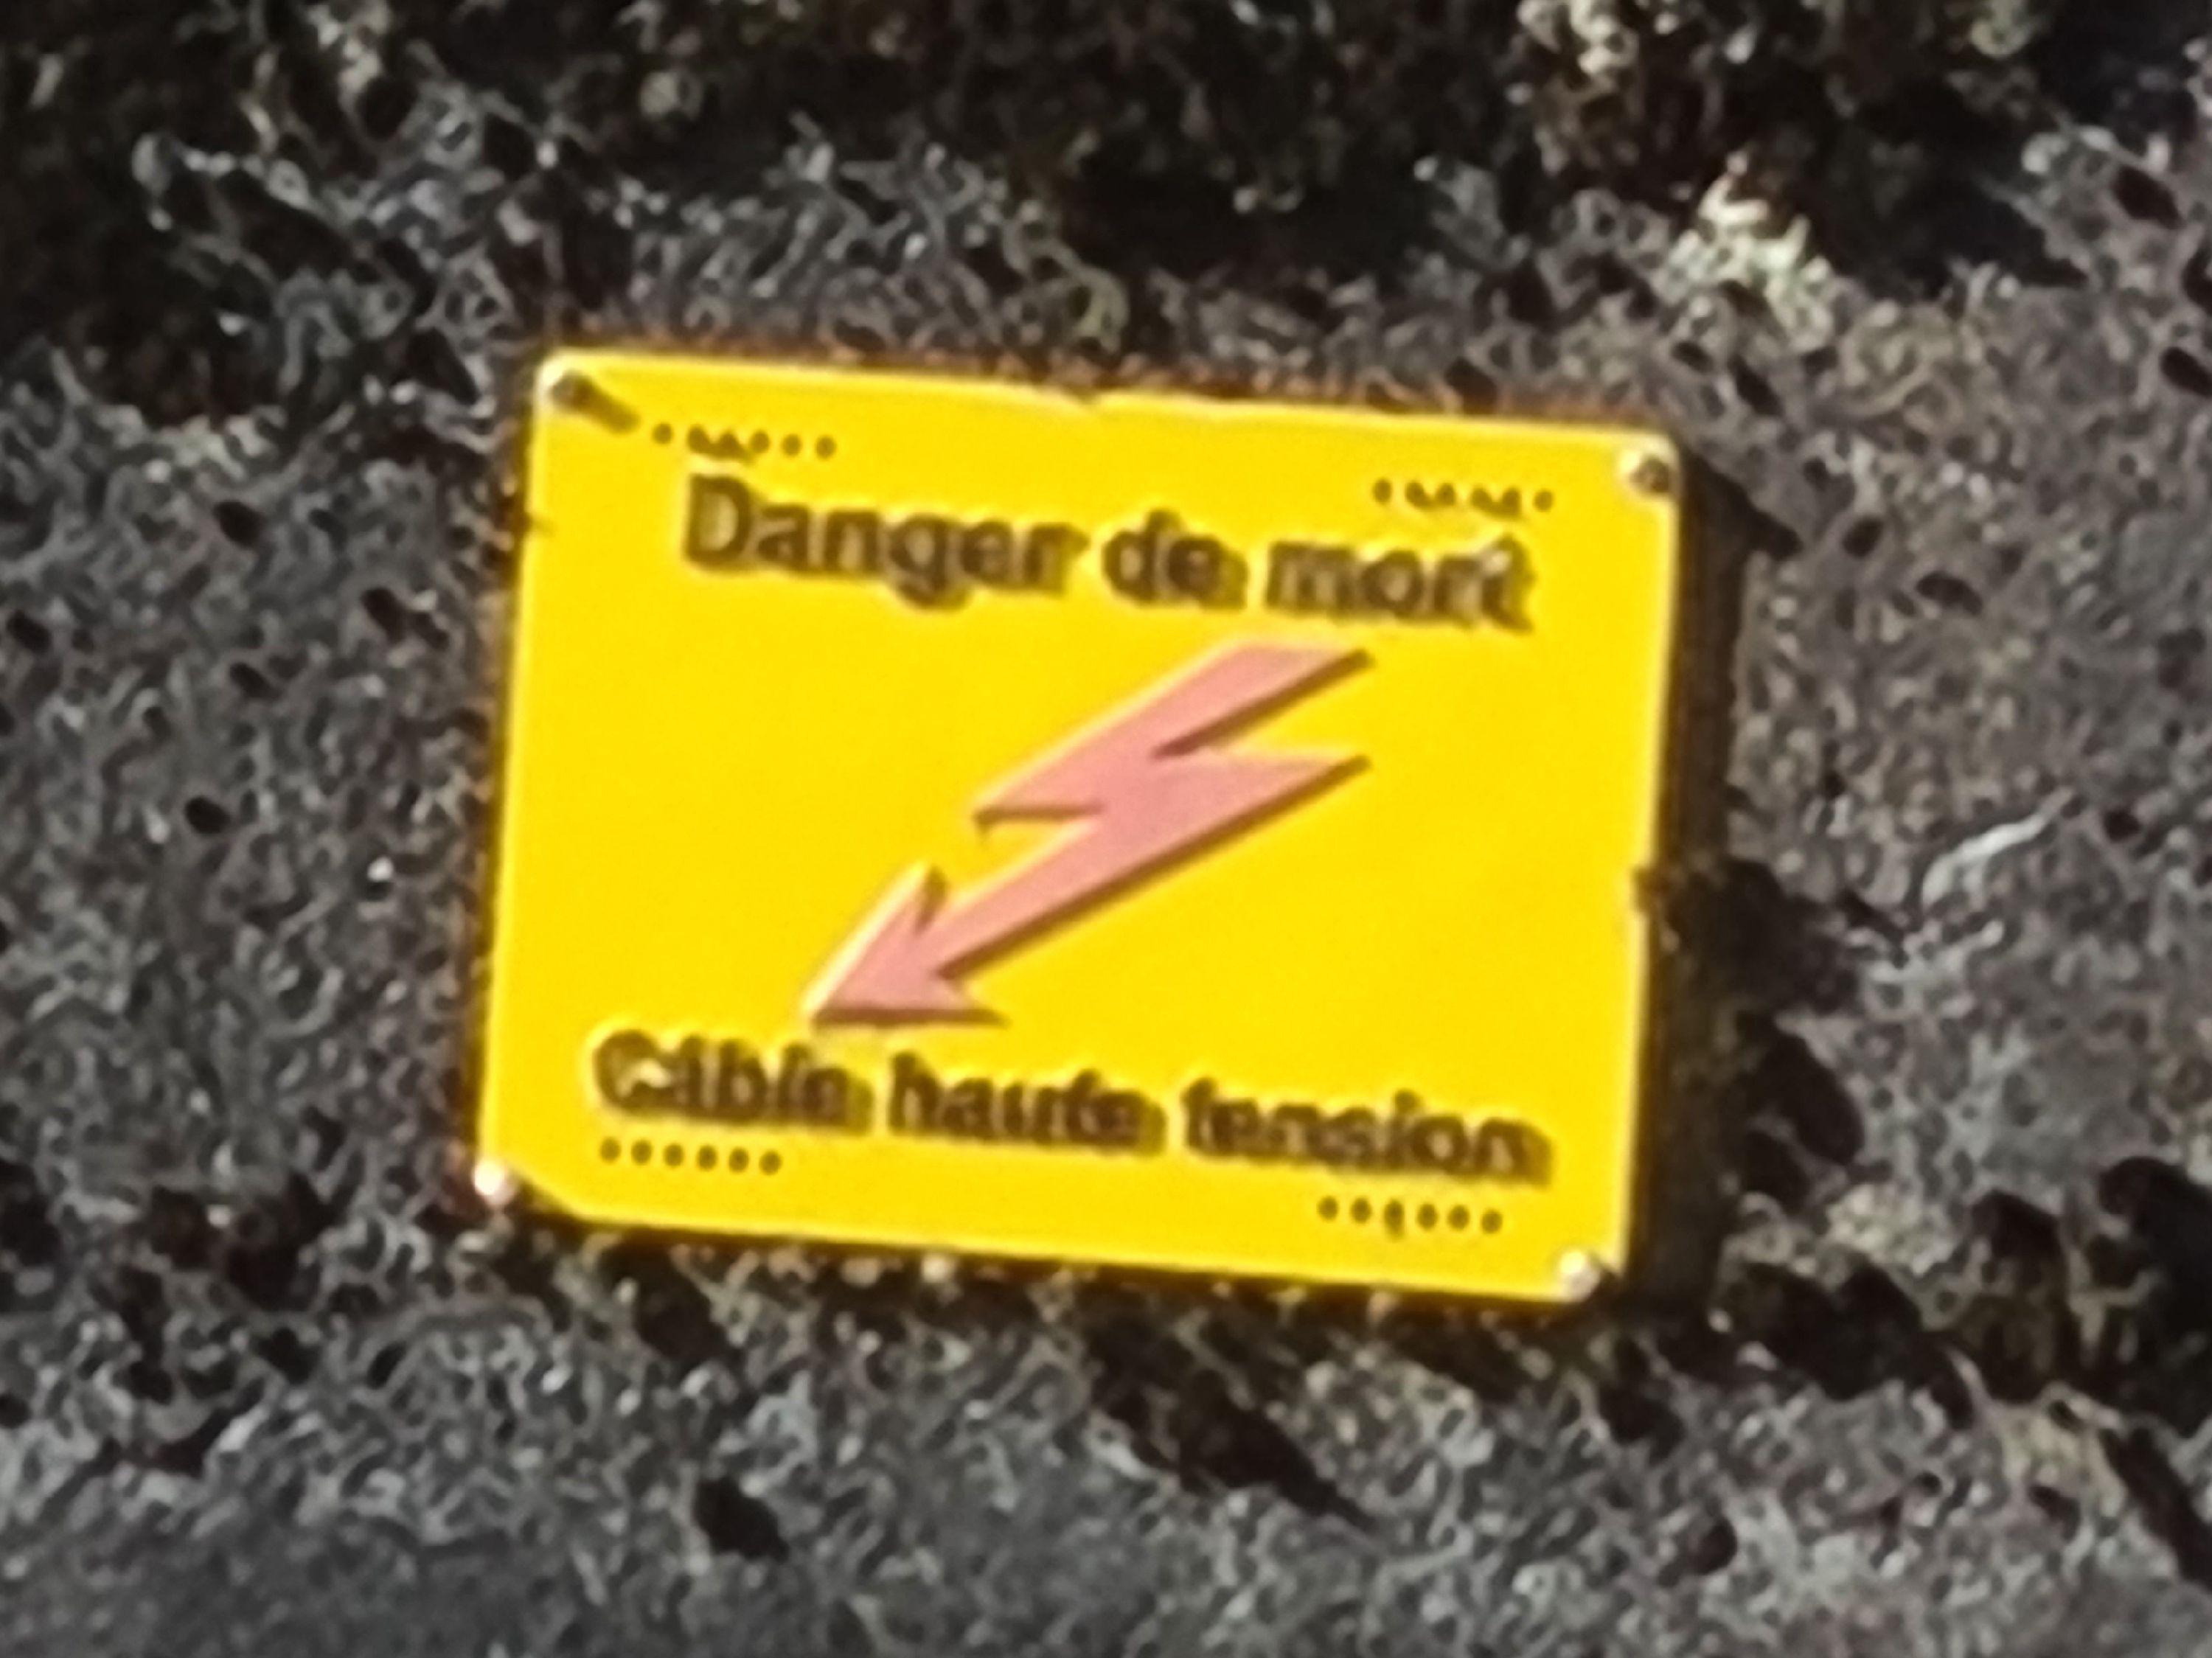 Danger de mort
Câble haute tension